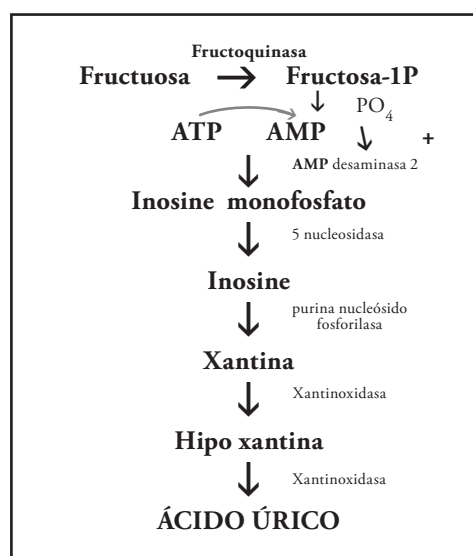 Fructoquinasa
Fructuosa Fructosa-1P
PO4
ATP AMP +
AMP desaminasa 2
Inosine monofosfato
5 nucleosidasa
Inosine
purina nucleósido
fosforilasa
Xantina
Xantinoxidasa
Hipo xantina
Xantinoxidasa
ÁCIDO ÚRICO